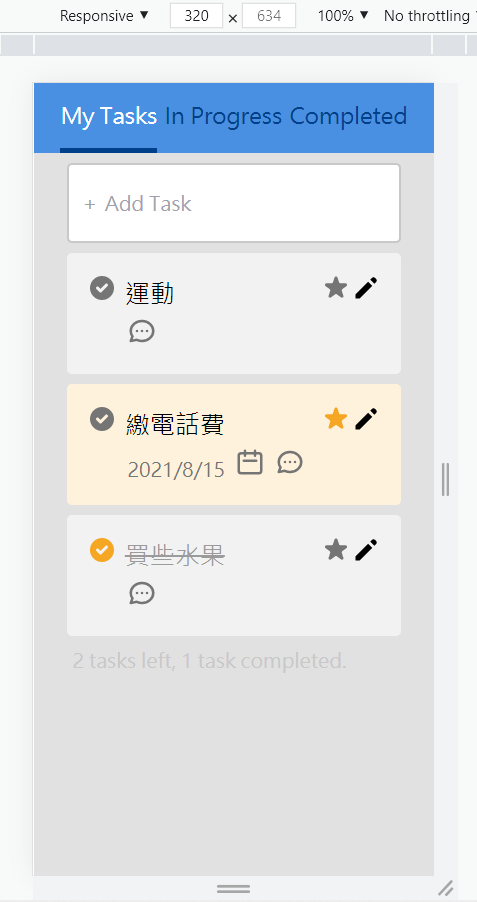 Responsive ▼ 320 × 634 100% ▼ No throttling
My Tasks In Progress Completed
+ Add Task
運動
繳電話費
2021/8/15
買些水果
2 tasks left, 1 task completed.